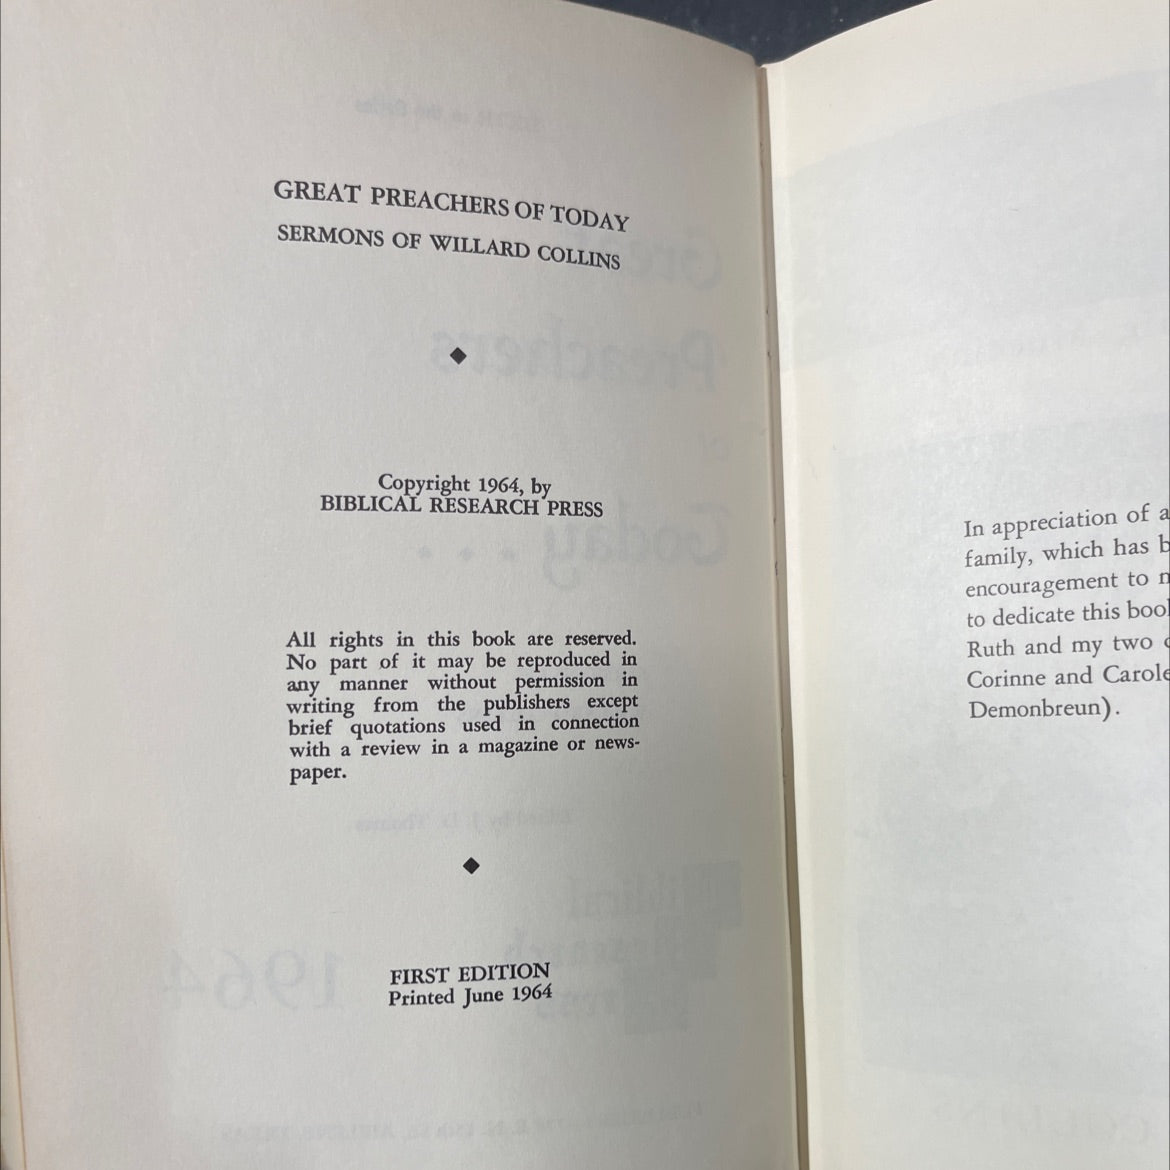 GREAT PREACHERS OF TODAY
SERMONS OF WILLARD COLLINS
Copyright 1964, by
BIBLICAL RESEARCH PRESS
All rights in this book are reserved.
No part of it may be reproduced in
any manner without permission in
writing from the publishers except
brief quotations used in connection
with a review in a magazine or news-
paper.
FIRST EDITION
Printed June 1964
In appreciation of a
family, which has b
encouragement to
to dedicate this boo
Ruth and my two
Corinne and Carole
Demonbreun).